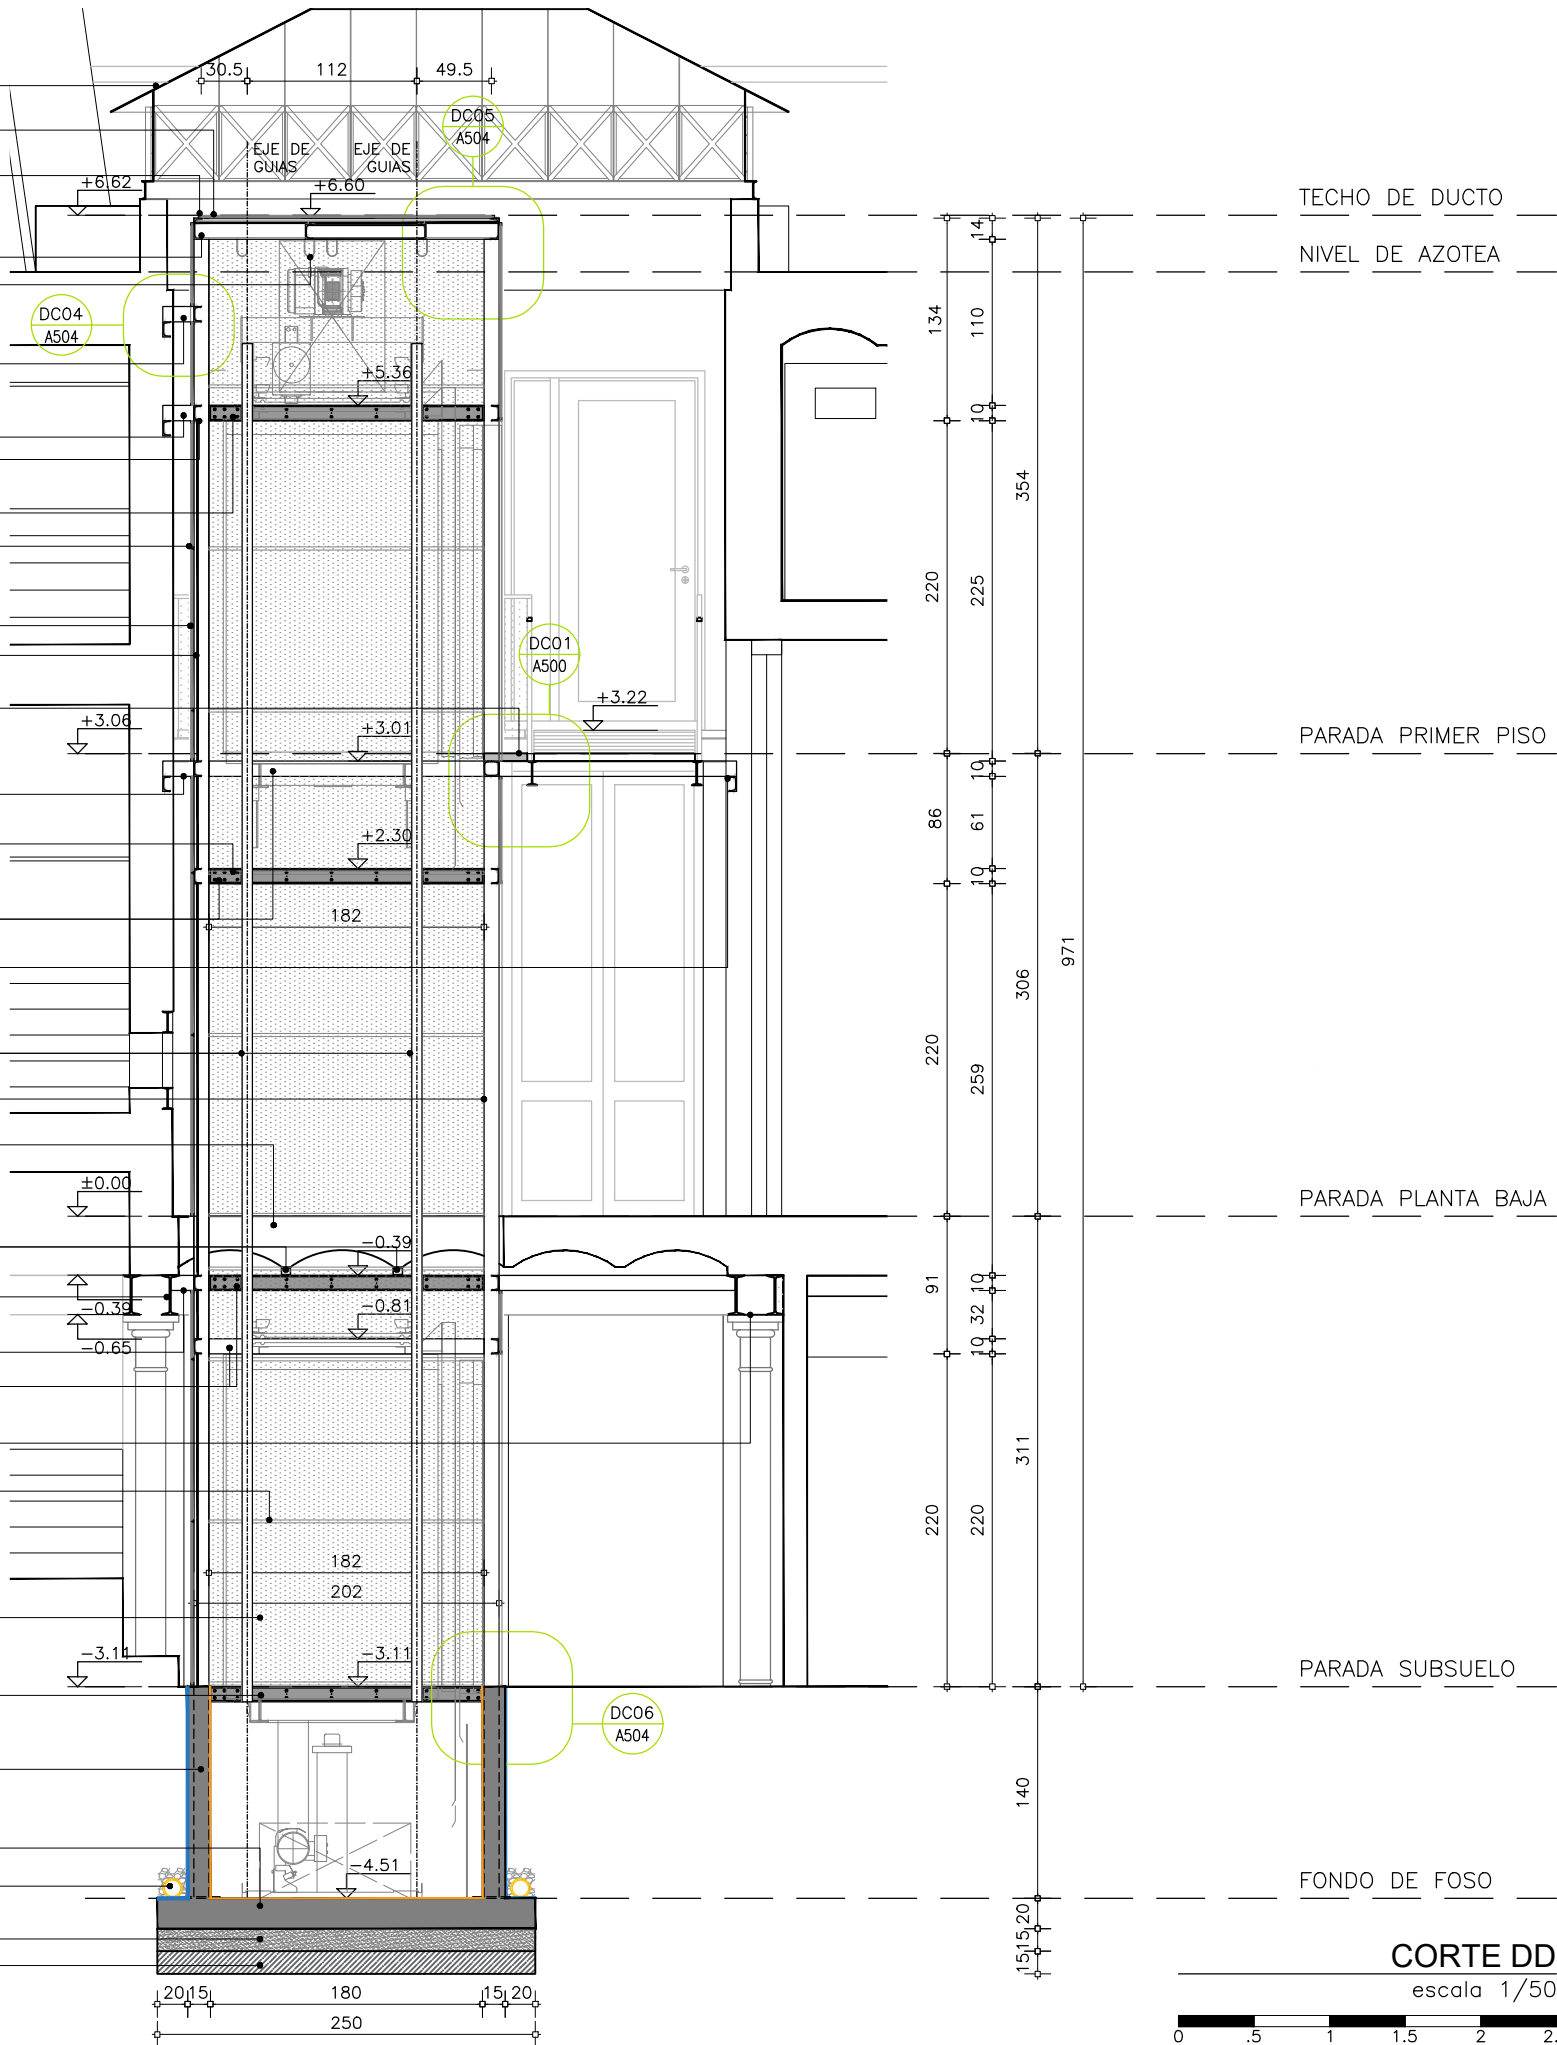 30.5
112
49.5
DC05
A504
EJE DE
GUIAS
EJE DE
GUIAS
+6.62
+6.60
TECHO DE DUCTO
14
NIVEL DE AZOTEA
DC04
A504
134
110
+5.36
10
354
220
225
DC01
A500
+3.22
+3.06
+3.01
PARADA PRIMER PISO
10
86
61
+2.30
10
182
971
306
220
259
±0.00
PARADA PLANTA BAJA
-0.39
91
10
-0.39
-0.81
32
-0.65
10
311
220
220
182
202
-3.11
-3.11
PARADA SUBSUELO
DC06
A504
140
-4.51
FONDO DE FOSO
20
15
15
CORTE DD
escala 1/50
20
15
180
15
20
250
0
.5
1
1.5
2
2.